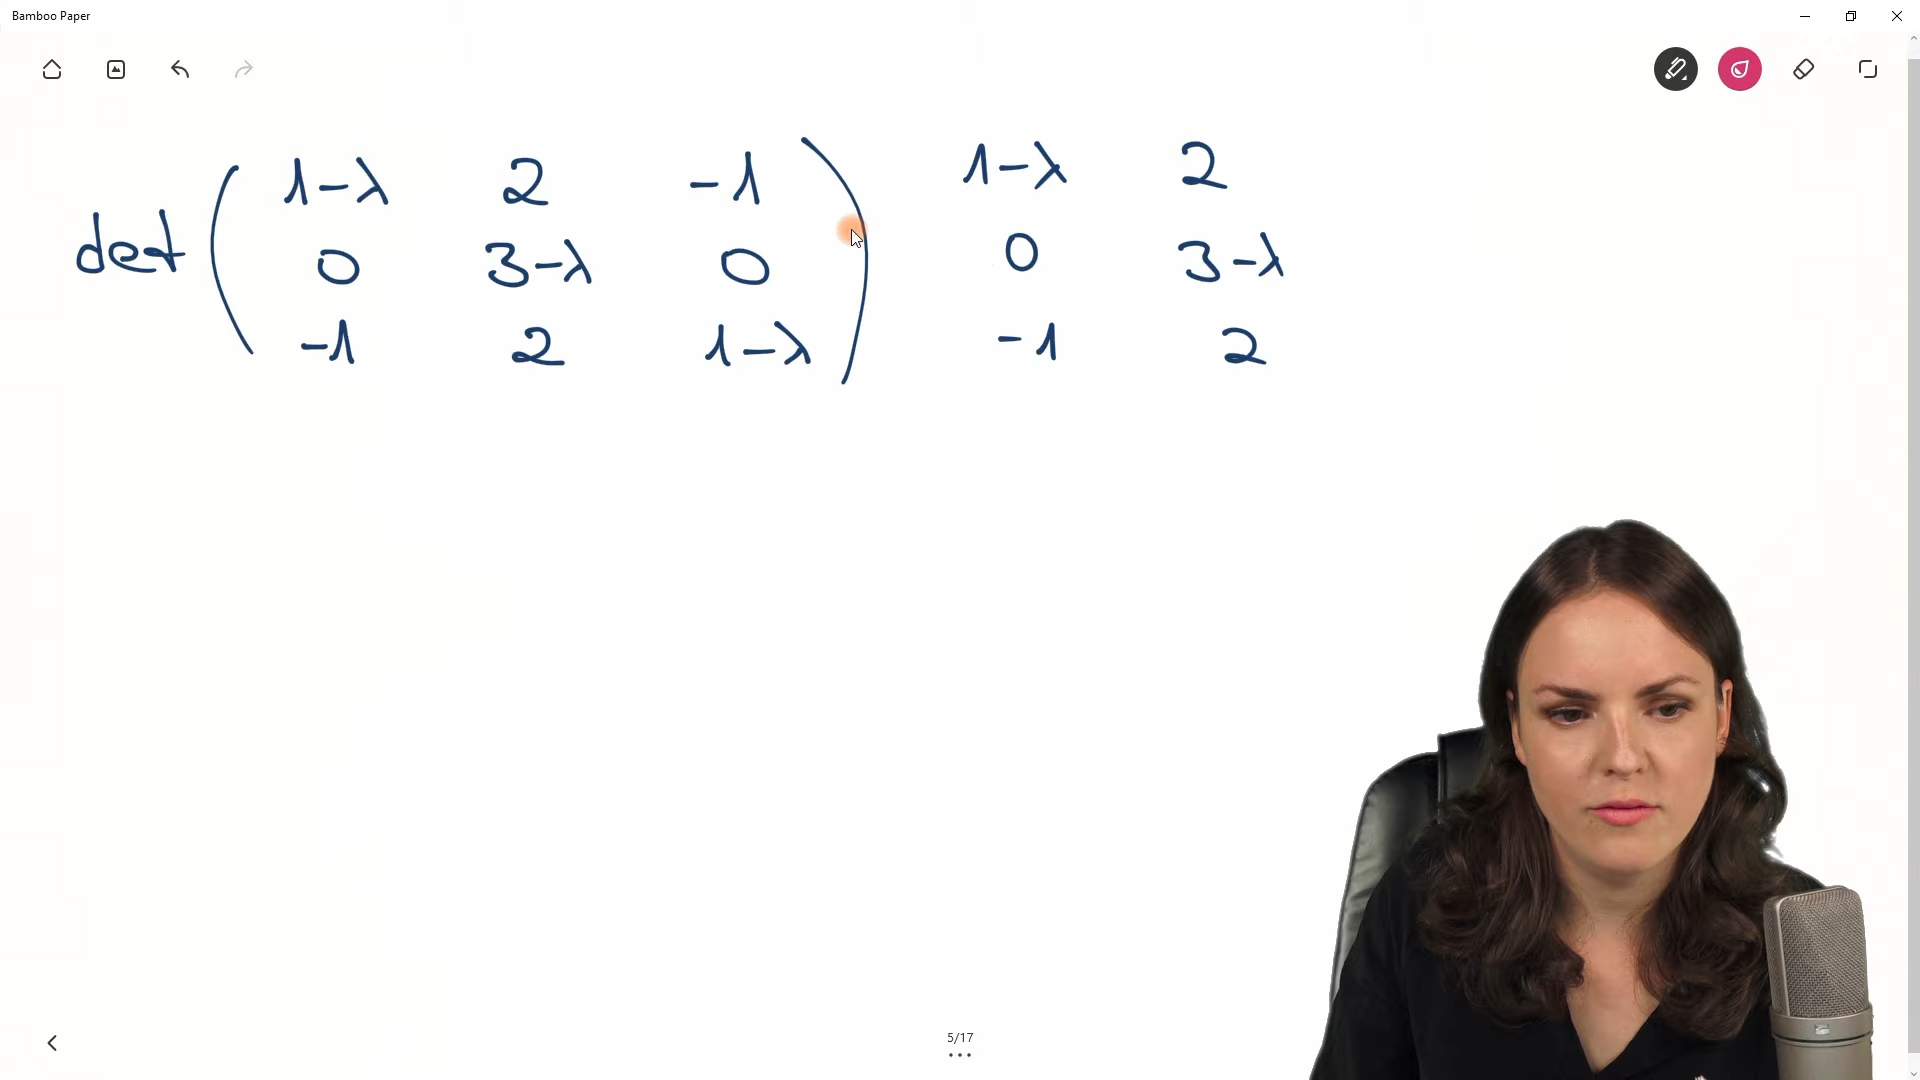 Bamboo Paper
det ( 1-λ 2 -1 ) 1-λ 2
0 3-λ 0 0 3-λ
-1 2 1-λ -1 2
5/17